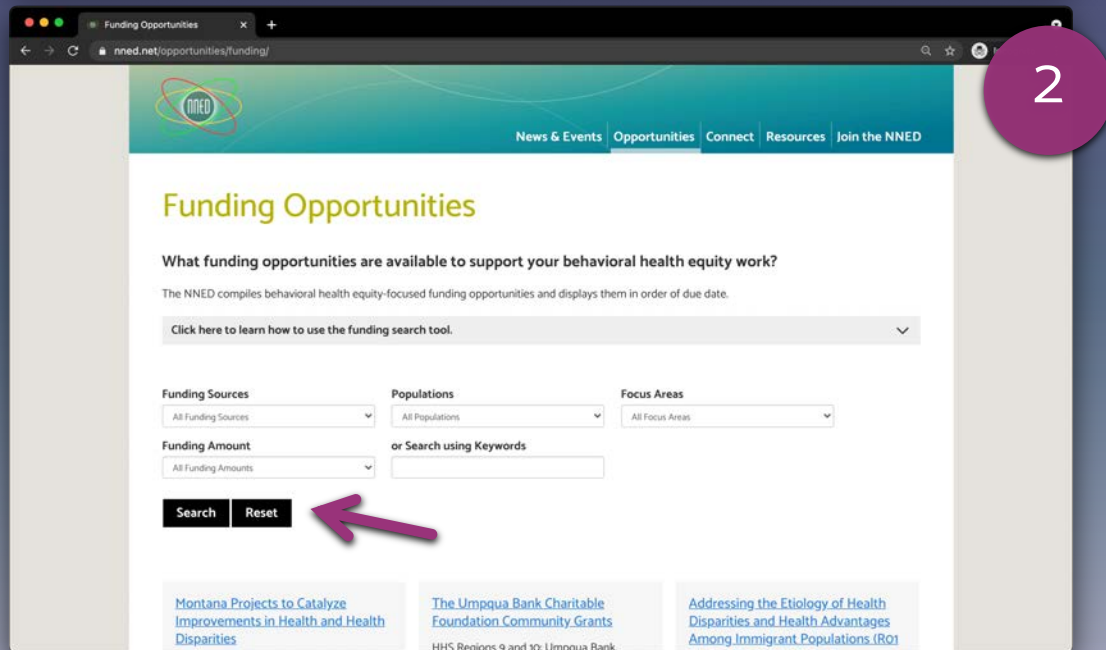 Funding Opportunities
nned.net/opportunities/funding/
2
NNED
News & Events Opportunities Connect Resources Join the NNED
Funding Opportunities
What funding opportunities are available to support your behavioral health equity work?
The NNED compiles behavioral health equity-focused funding opportunities and displays them in order of due date.
Click here to learn how to use the funding search tool.
Funding Sources Populations Focus Areas
All Funding Sources All Populations All Focus Areas
Funding Amount or Search using Keywords
All Funding Amounts
Search Reset
Montana Projects to Catalyze
Improvements in Health and Health
Disparities
The Umpqua Bank Charitable
Foundation Community Grants
HHS Regions 9 and 10: Umpqua Bank
Addressing the Etiology of Health
Disparities and Health Advantages
Among Immigrant Populations (R01